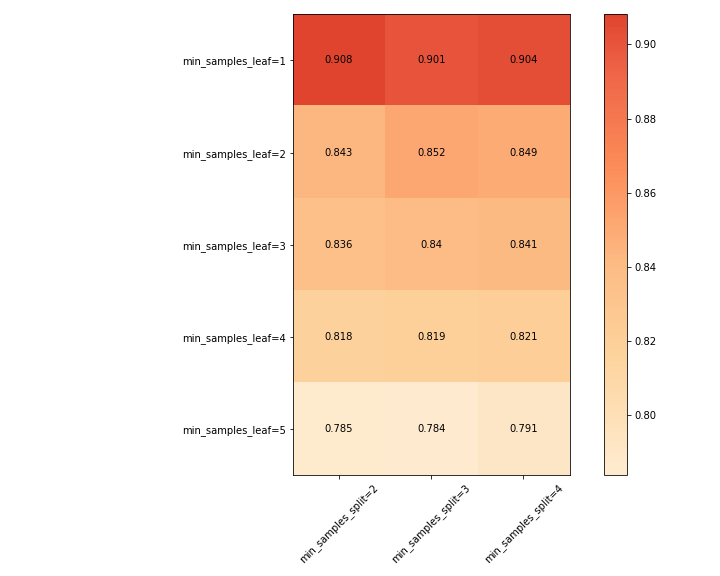 min_samples_leaf=1 0.908 0.901 0.904
min_samples_leaf=2 0.843 0.852 0.849
min_samples_leaf=3 0.836 0.84 0.841
min_samples_leaf=4 0.818 0.819 0.821
min_samples_leaf=5 0.785 0.784 0.791
min_samples_split=2 min_samples_split=3 min_samples_split=4
0.90
0.88
0.86
0.84
0.82
0.80